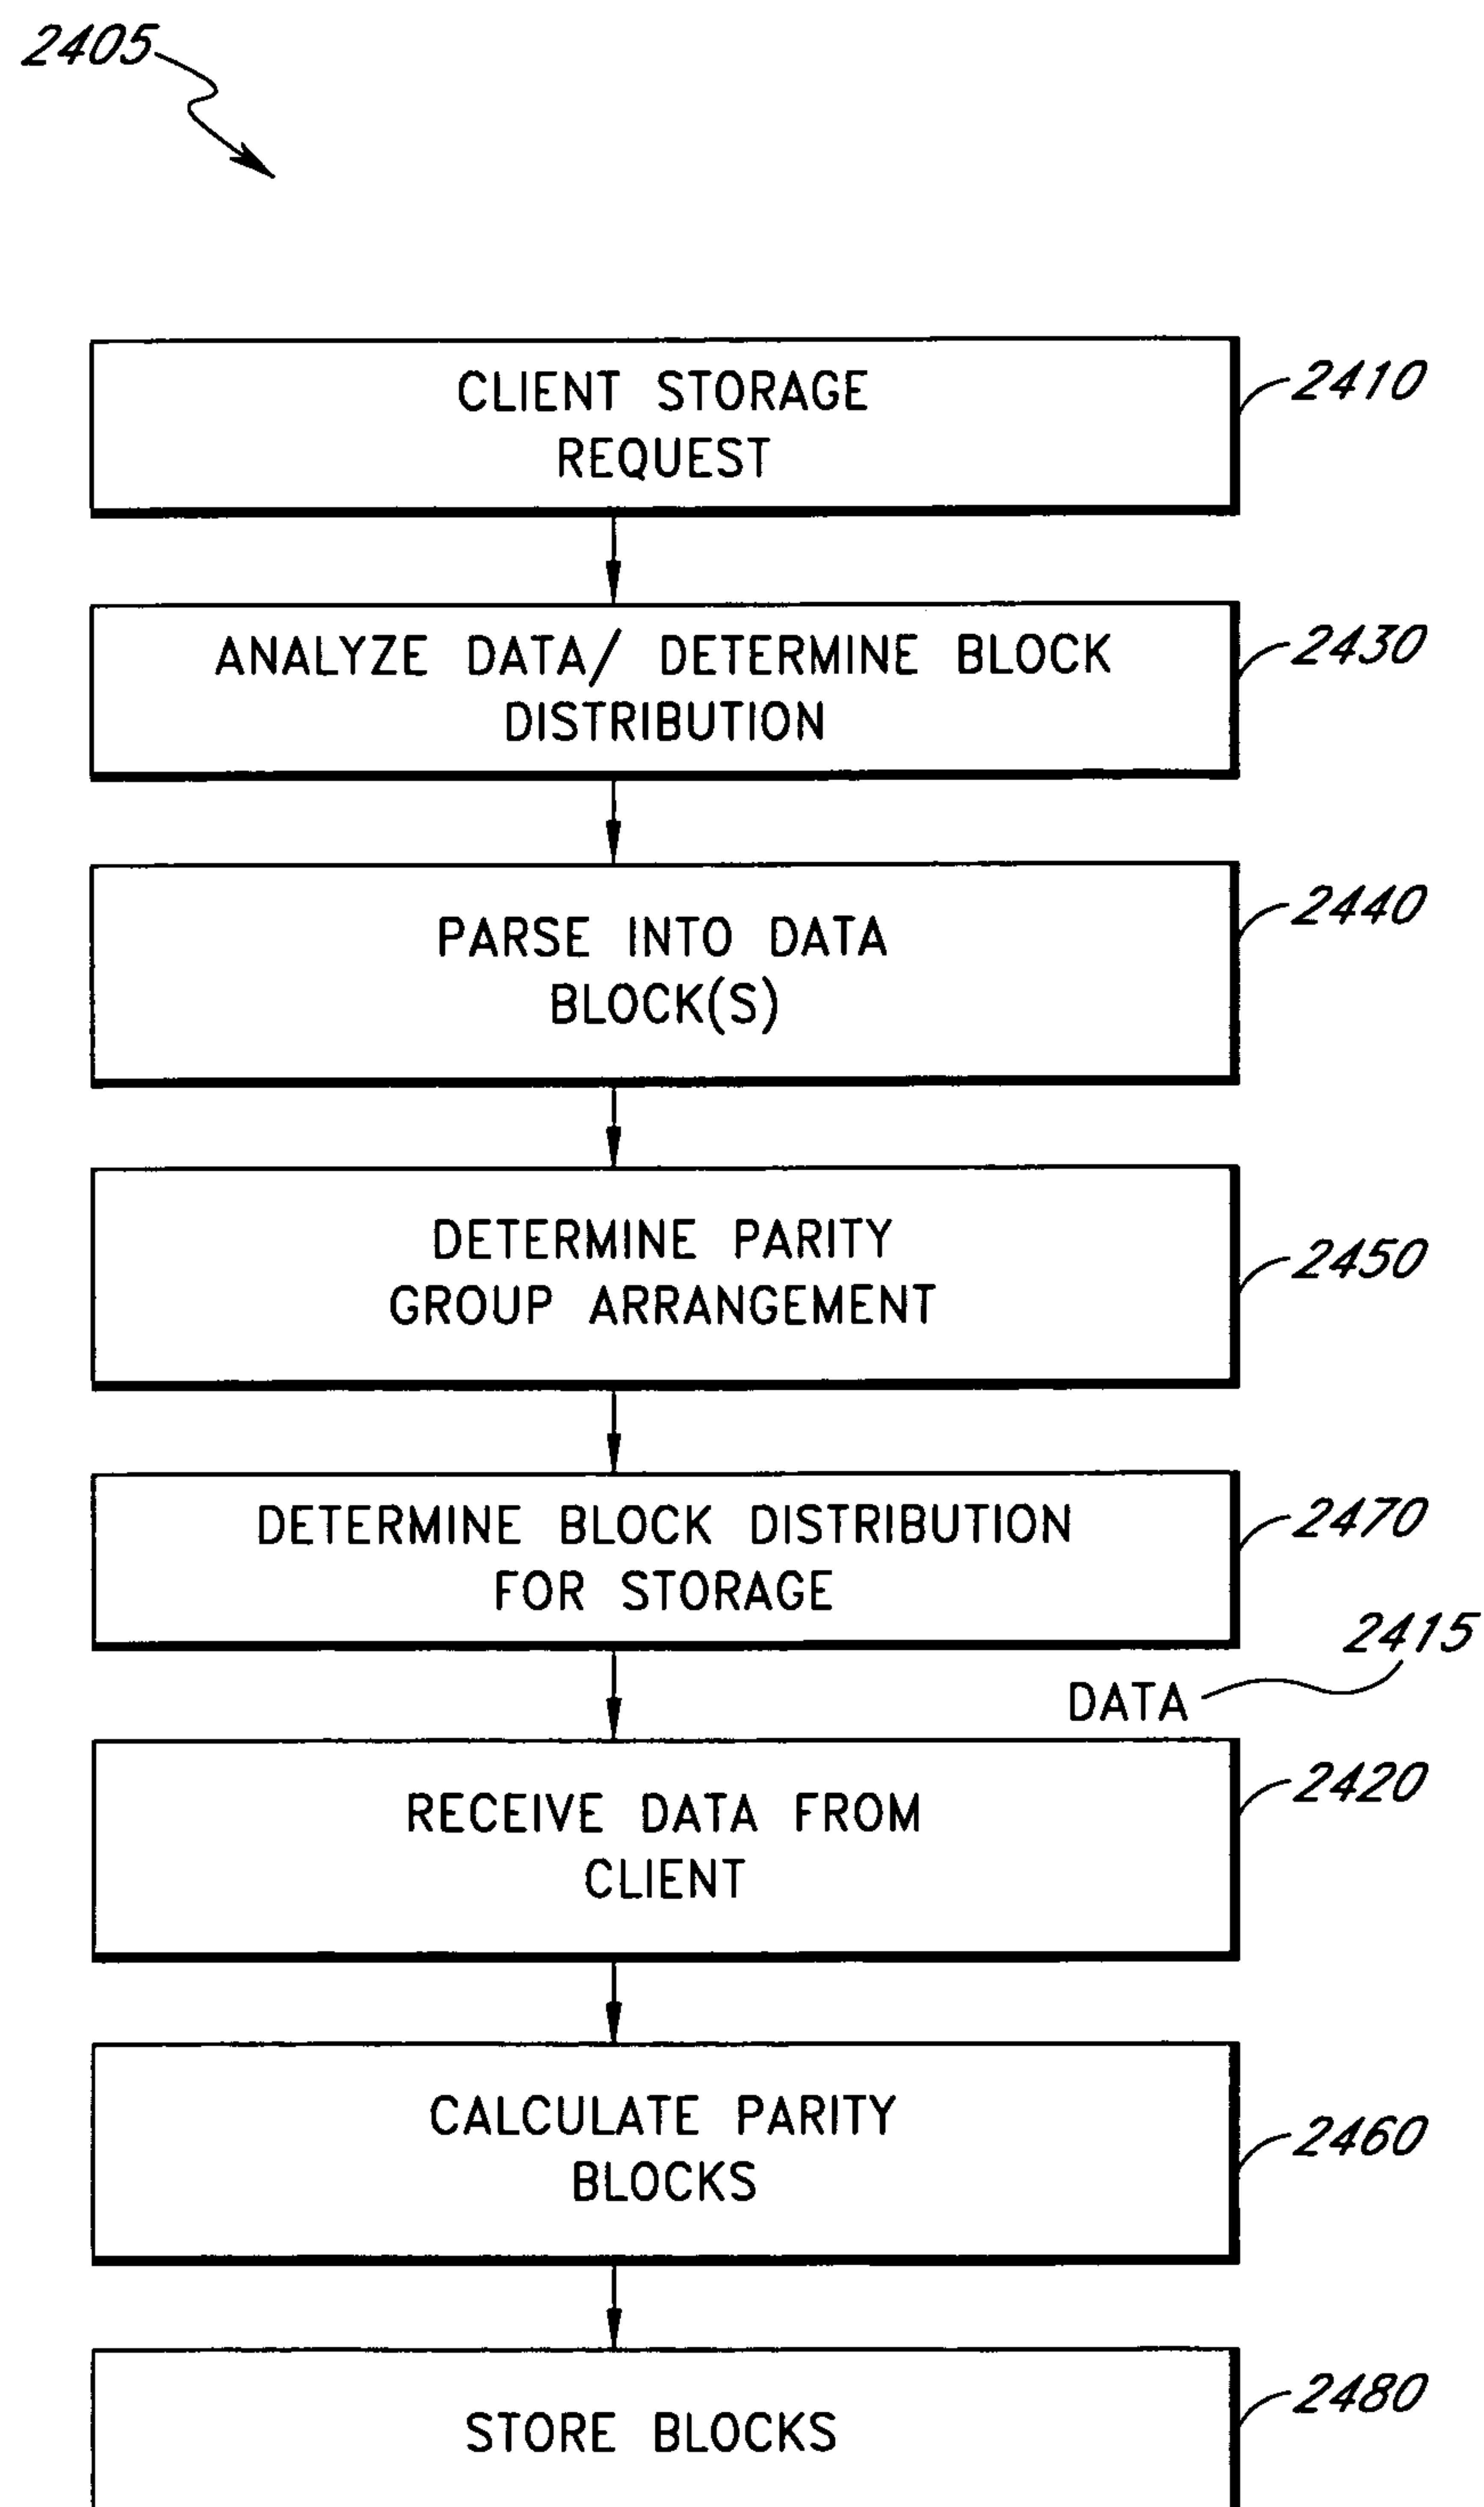 2405
CLIENT STORAGE
REQUEST
2410
ANALYZE DATA/ DETERMINE BLOCK
DISTRIBUTION
2430
PARSE INTO DATA
BLOCK(S)
2440
DETERMINE PARITY
GROUP ARRANGEMENT
2450
DETERMINE BLOCK DISTRIBUTION
FOR STORAGE
2470
2415
DATA
RECEIVE DATA FROM
CLIENT
2420
CALCULATE PARITY
BLOCKS
2460
STORE BLOCKS
2480